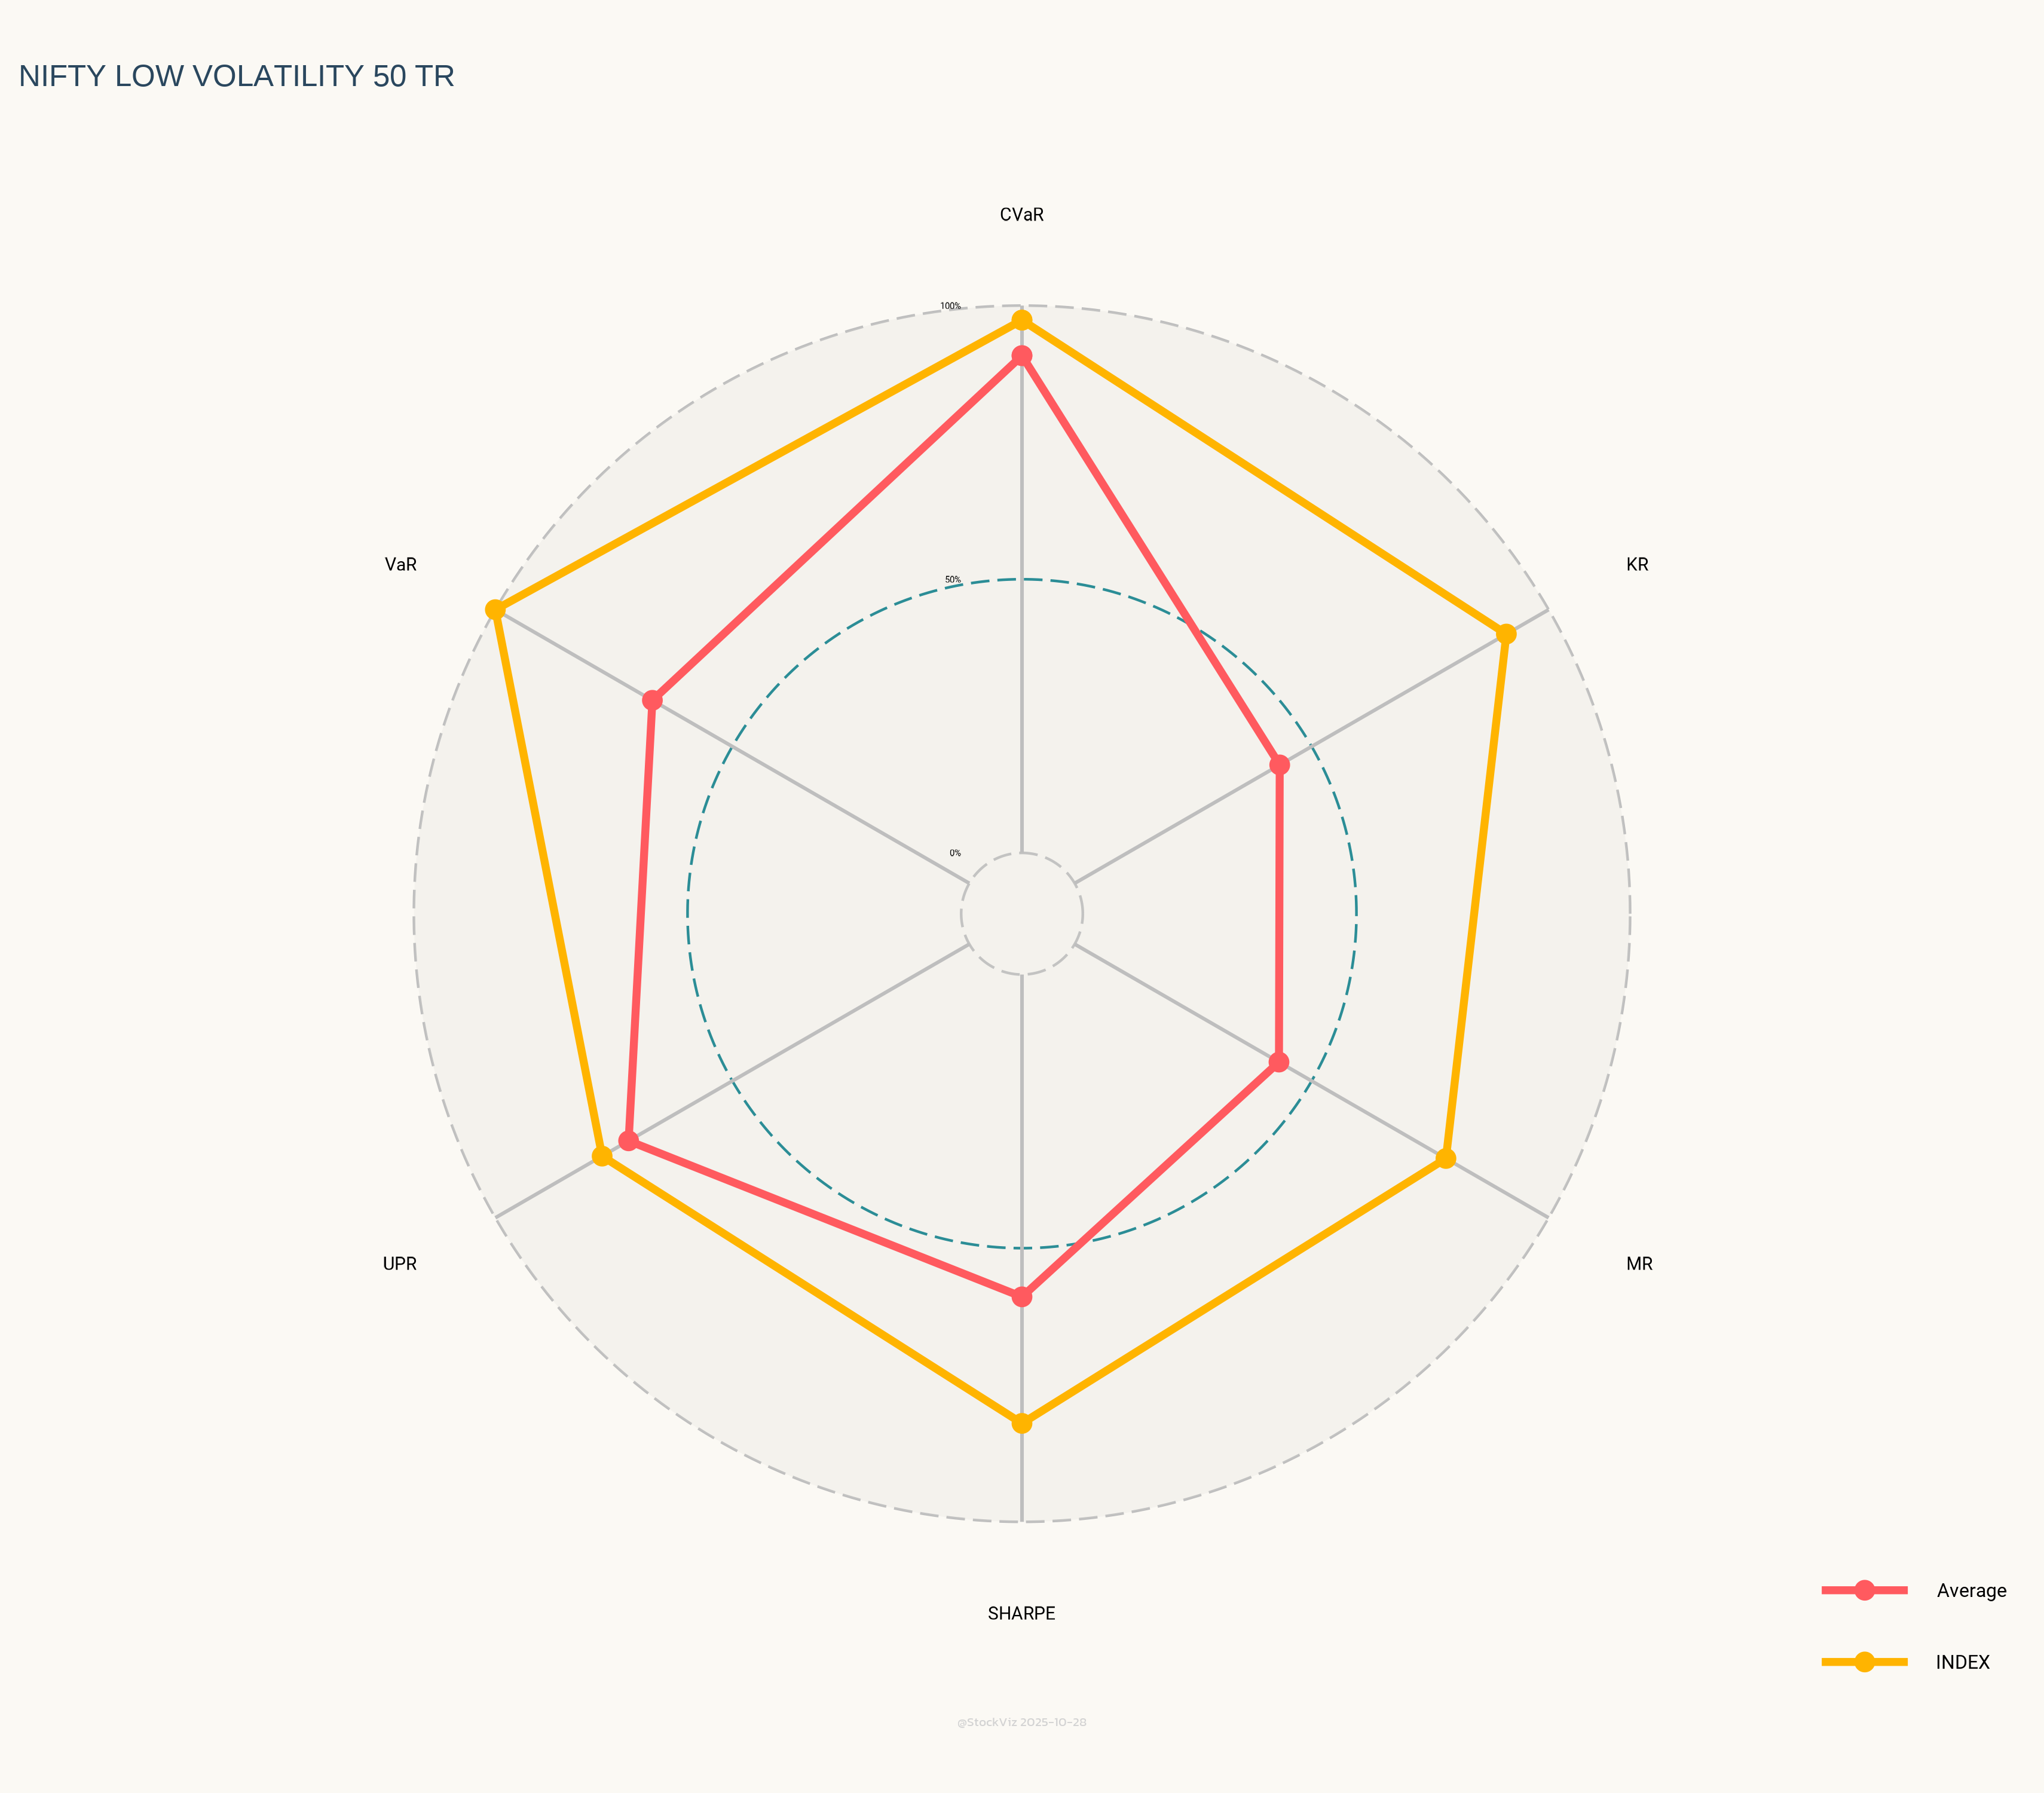 NIFTY LOW VOLATILITY 50 TR
CVaR
100%
VaR
KR
50%
0%
UPR
MR
SHARPE
Average
INDEX
@StockViz 2025-10-28